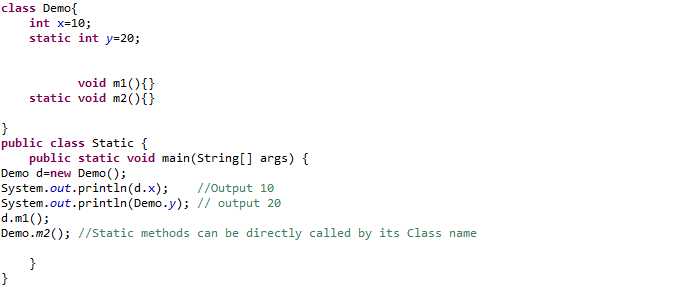 class Demo{
int x=10;
static int y=20;
void m1(){}
static void m2(){}
}
public class Static {
public static void main(String[] args) {
Demo d=new Demo();
System.out.println(d.x);    //Output 10
System.out.println(Demo.y); // output 20
d.m1();
Demo.m2(); //Static methods can be directly called by its Class name
}
}